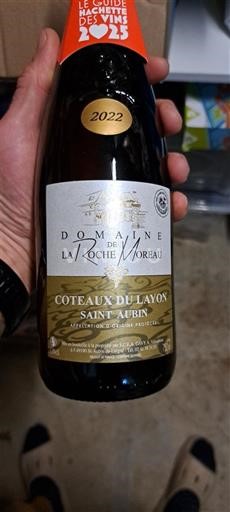 LE GUIDE
HACHETTE
DES VINS
2025
2022
DOMAINE
DE
LA ROCHE MOREAU
COTEAUX DU LAYON
SAINT AUBIN
APPELLATION D'ORIGINE PROTÉGÉE